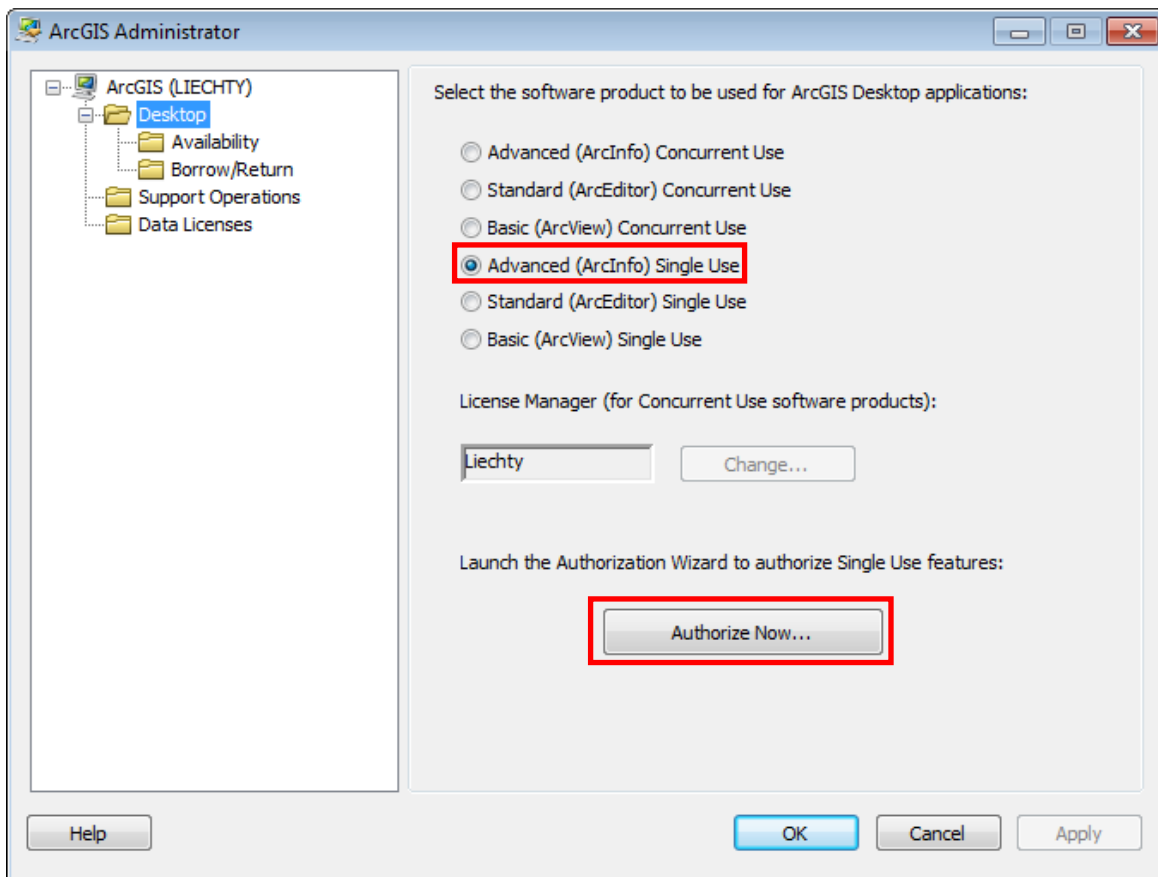 ArcGIS Administrator
ArcGIS (LIECHTY)
Desktop
Availability
Borrow/Return
Support Operations
Data Licenses
Select the software product to be used for ArcGIS Desktop applications:
Advanced (ArcInfo) Concurrent Use
Standard (ArcEditor) Concurrent Use
Basic (ArcView) Concurrent Use
Advanced (ArcInfo) Single Use
Standard (ArcEditor) Single Use
Basic (ArcView) Single Use
License Manager (for Concurrent Use software products):
Liechty
Change...
Launch the Authorization Wizard to authorize Single Use features:
Authorize Now...
Help
OK
Cancel
Apply